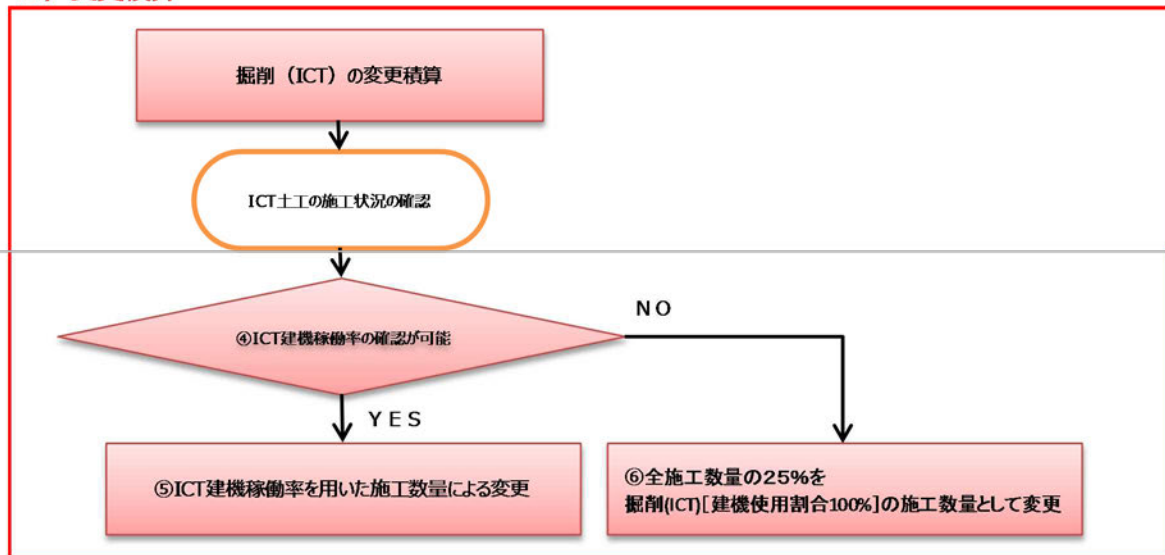 掘削（ICT）の変更積算
ICT土工の施工状況の確認
④ICT建機稼働率の確認が可能
NO
YES
⑤ICT建機稼働率を用いた施工数量による変更
⑥全施工数量の25％を
掘削(ICT)[建機使用割合100%]の施工数量として変更